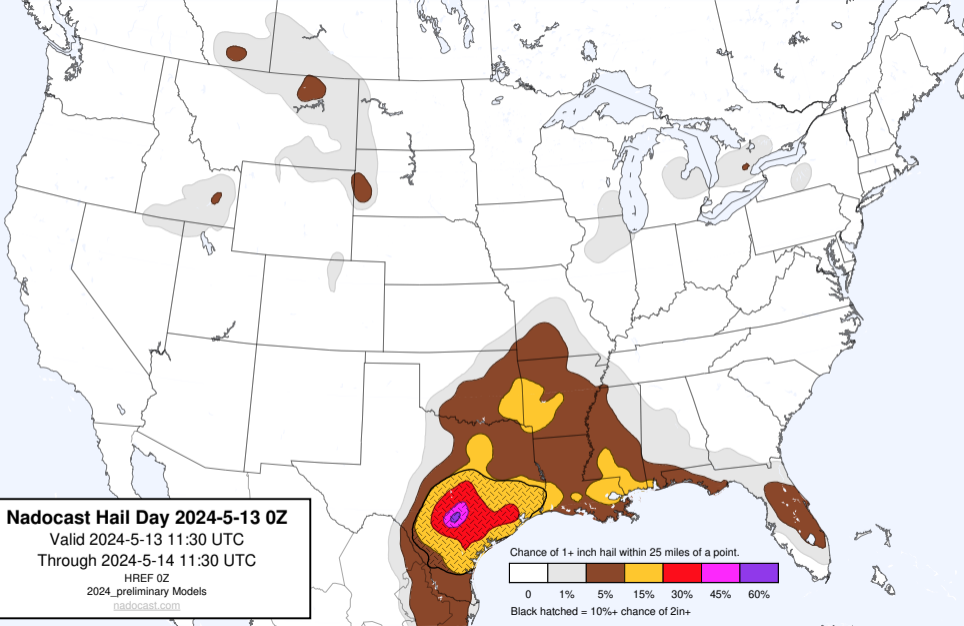 Nadocast Hail Day 2024-5-13 0Z
Valid 2024-5-13 11:30 UTC
Through 2024-5-14 11:30 UTC
HREF 0Z
2024_preliminary Models
nadocast.com
Chance of 1+ inch hail within 25 miles of a point.
0 1% 5% 15% 30% 45% 60%
Black hatched = 10%+ chance of 2in+